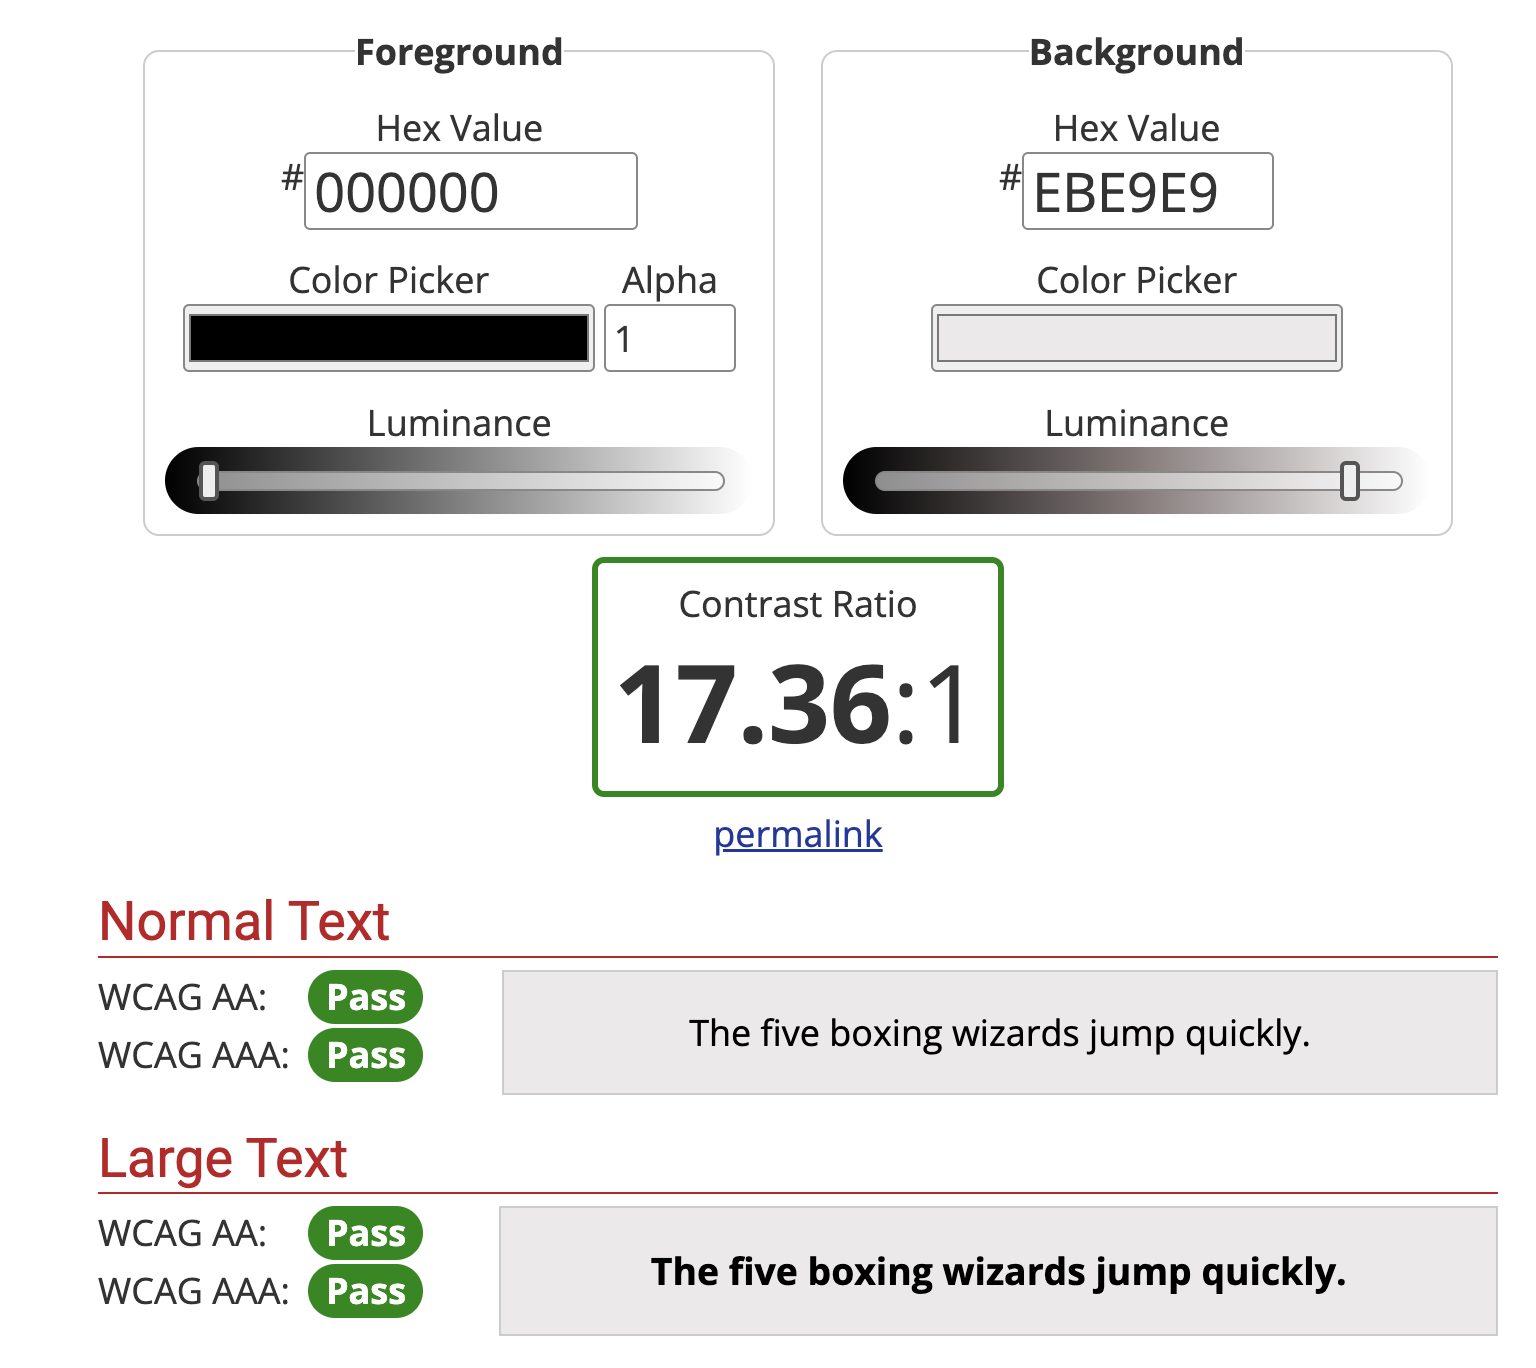 Foreground
Hex Value
#000000
Color Picker Alpha
1
Luminance
Background
Hex Value
#EBE9E9
Color Picker
Luminance
Contrast Ratio
17.36:1
permalink
Normal Text
WCAG AA: Pass
WCAG AAA: Pass
The five boxing wizards jump quickly.
Large Text
WCAG AA: Pass
WCAG AAA: Pass
The five boxing wizards jump quickly.